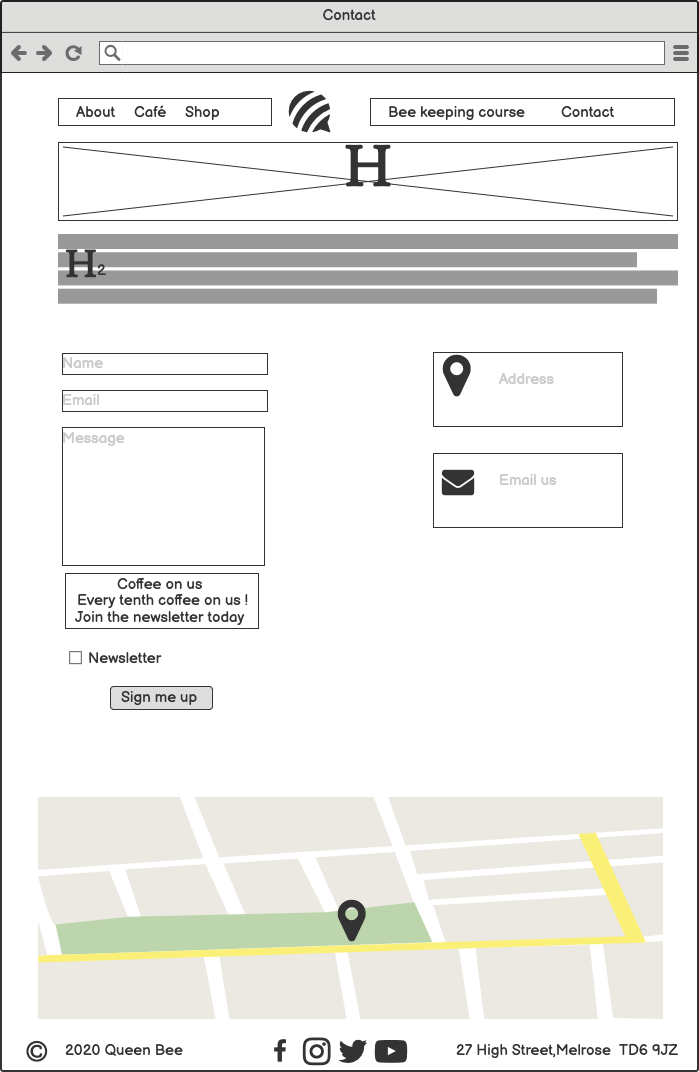 Contact
About Café Shop
Bee keeping course Contact
H
H2
Name
Email
Message
Address
Email us
Coffee on us
Every tenth coffee on us !
Join the newsletter today
Newsletter
Sign me up
© 2020 Queen Bee
27 High Street,Melrose TD6 9JZ